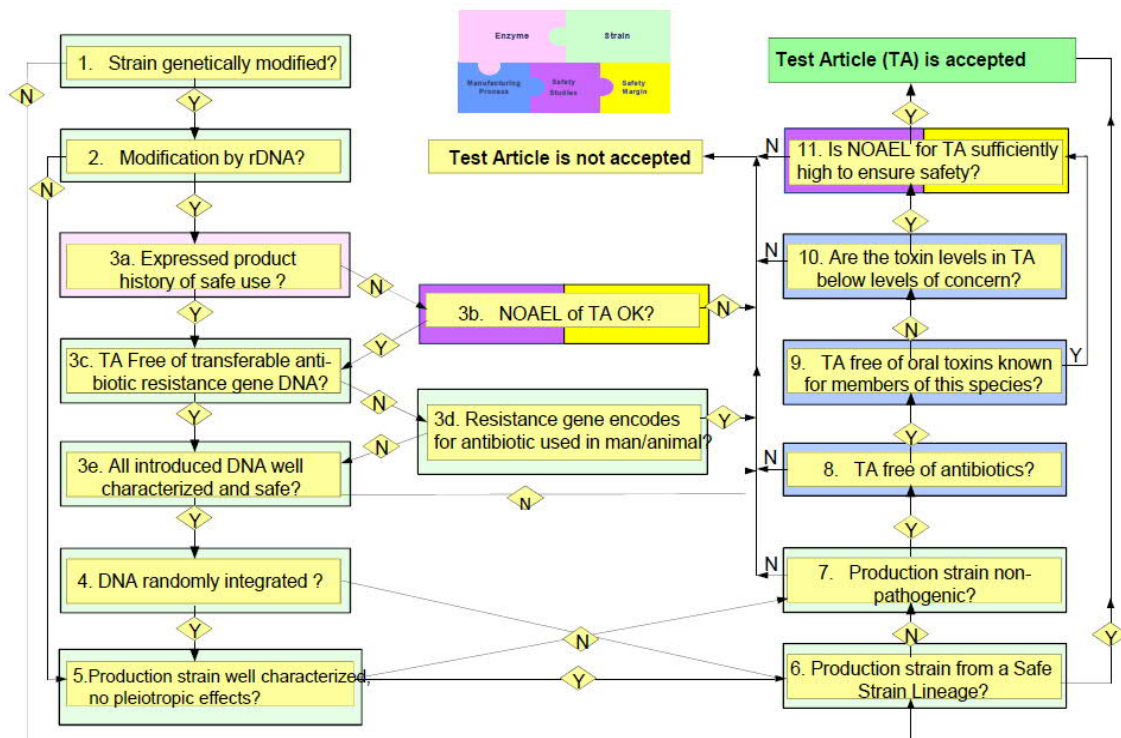 Enzyme
Strain
Manufacturing
Process
Safety
Studies
Safety
Margin
1. Strain genetically modified?
N
Y
2. Modification by rDNA?
N
Y
3a. Expressed product
history of safe use ?
N
Y
3b. NOAEL of TA OK?
N
Y
3c. TA Free of transferable anti-
biotic resistance gene DNA?
N
Y
3d. Resistance gene encodes
for antibiotic used in man/animal?
Y
N
3e. All introduced DNA well
characterized and safe?
N
Y
4. DNA randomly integrated ?
N
Y
5.Production strain well characterized,
no pleiotropic effects?
Y
Test Article is not accepted
Test Article (TA) is accepted
Y
N
11. Is NOAEL for TA sufficiently
high to ensure safety?
Y
N
10. Are the toxin levels in TA
below levels of concern?
N
9. TA free of oral toxins known
for members of this species?
Y
Y
N
8. TA free of antibiotics?
Y
N
7. Production strain non-
pathogenic?
N
Y
6. Production strain from a Safe
Strain Lineage?